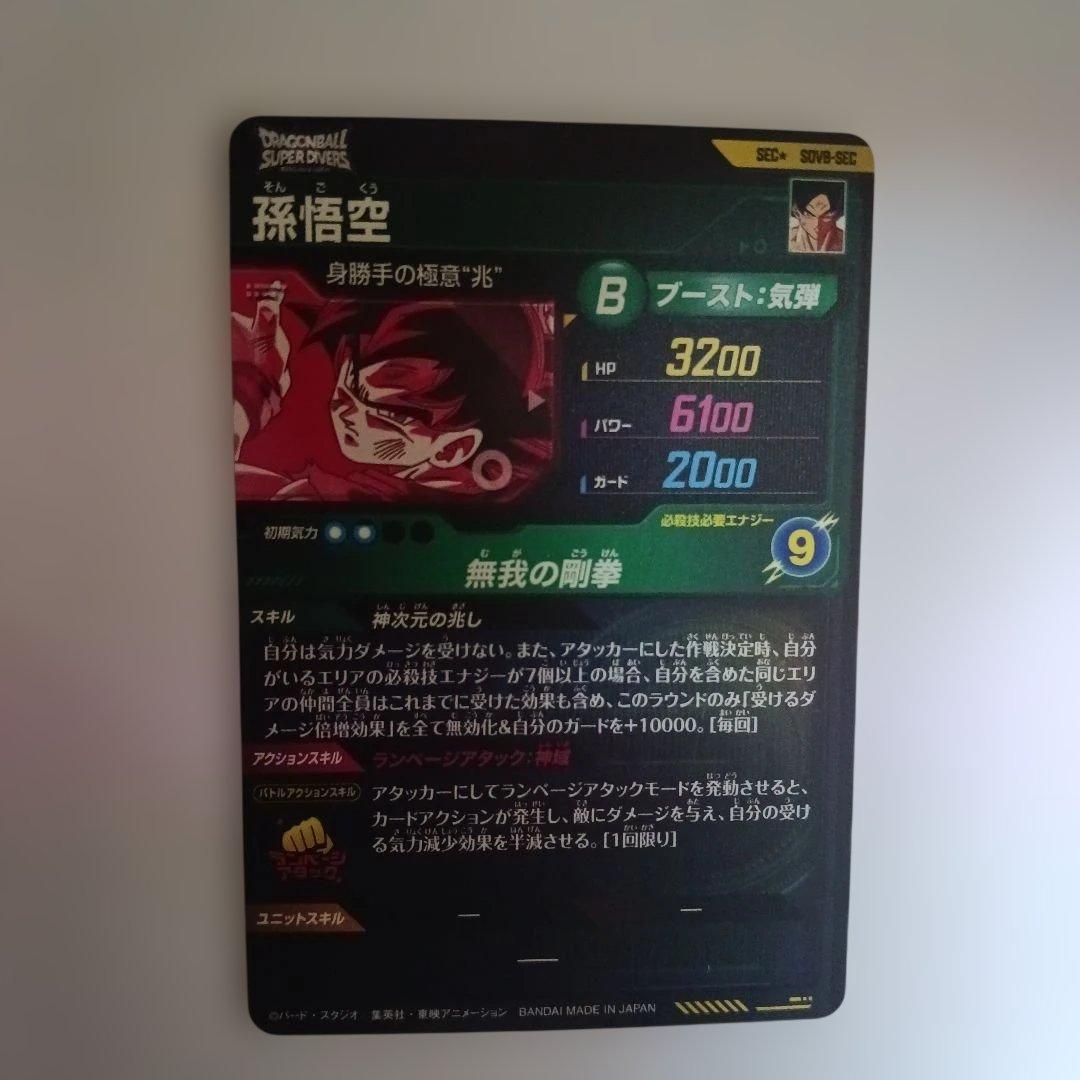 DRAGONBALL
SUPER DIVERS
SEC★ SDV8-SEC
そん ご くう
孫悟空
身勝手の極意“兆”
B ブースト:気弾
HP 3200
パワー 6100
ガード 2000
初期気力
必殺技必要エナジー
9
む が ごう けん
無我の剛拳
スキル
しん じ げん きざ
神次元の兆し
自分は気力ダメージを受けない。また、アタッカーにした作戦決定時、自分
がいるエリアの必殺技エナジーが7個以上の場合、自分を含めた同じエリ
アの仲間全員はこれまでに受けた効果も含め、このラウンドのみ「受けるダ
メージ倍増効果」を全て無効化&自分のガードを+10000。[毎回]
アクションスキル
ランページアタック:神域
バトルアクションスキル
アタッカーにしてランページアタックモードを発動させると、
カードアクションが発生し、敵にダメージを与え、自分の受け
る気力減少効果を半減させる。[1回限り]
ランページ
アタック
ユニットスキル
— —
—
©バード・スタジオ/集英社・東映アニメーション BANDAI MADE IN JAPAN